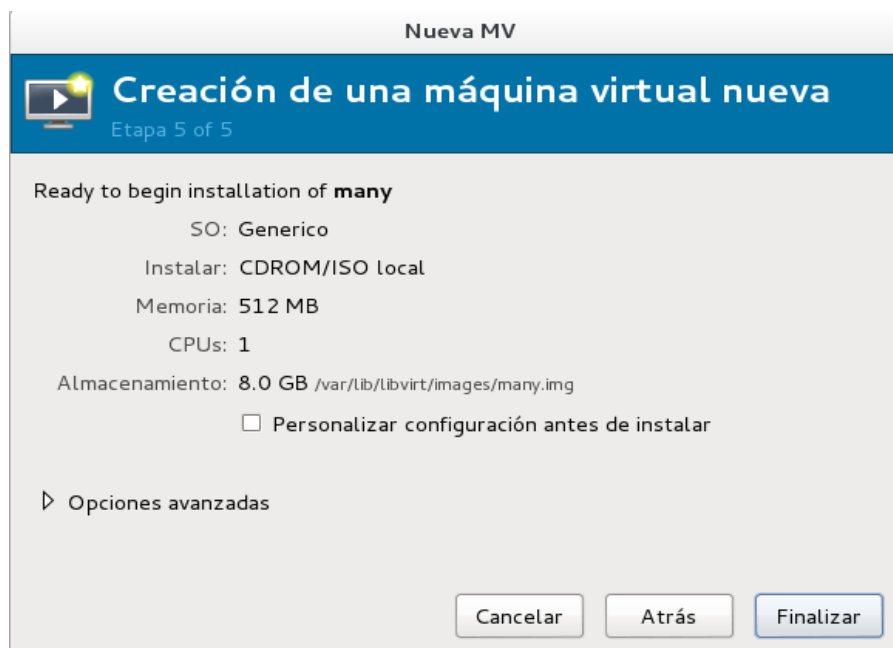 Nueva MV
Creación de una máquina virtual nueva
Etapa 5 of 5
Ready to begin installation of many
SO: Generico
Instalar: CDROM/ISO local
Memoria: 512 MB
CPUs: 1
Almacenamiento: 8.0 GB /var/lib/libvirt/images/many.img
Personalizar configuración antes de instalar
Opciones avanzadas
Cancelar Atrás Finalizar